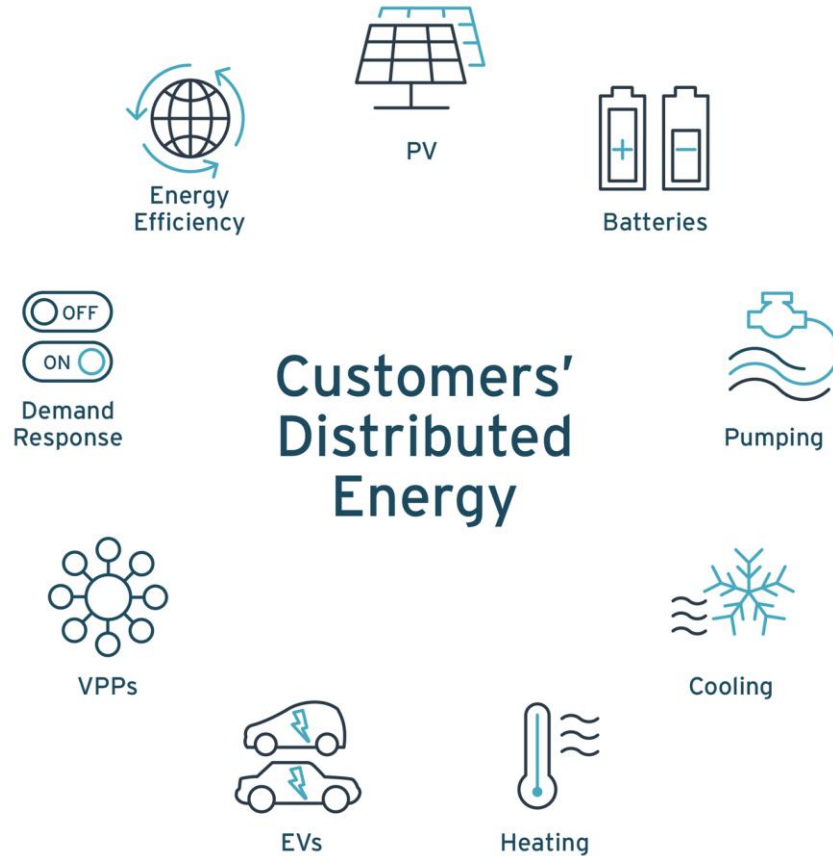 PV
Energy
Efficiency
Batteries
OFF
ON
Demand
Response
Customers’
Distributed
Energy
Pumping
VPPs
Cooling
EVs
Heating